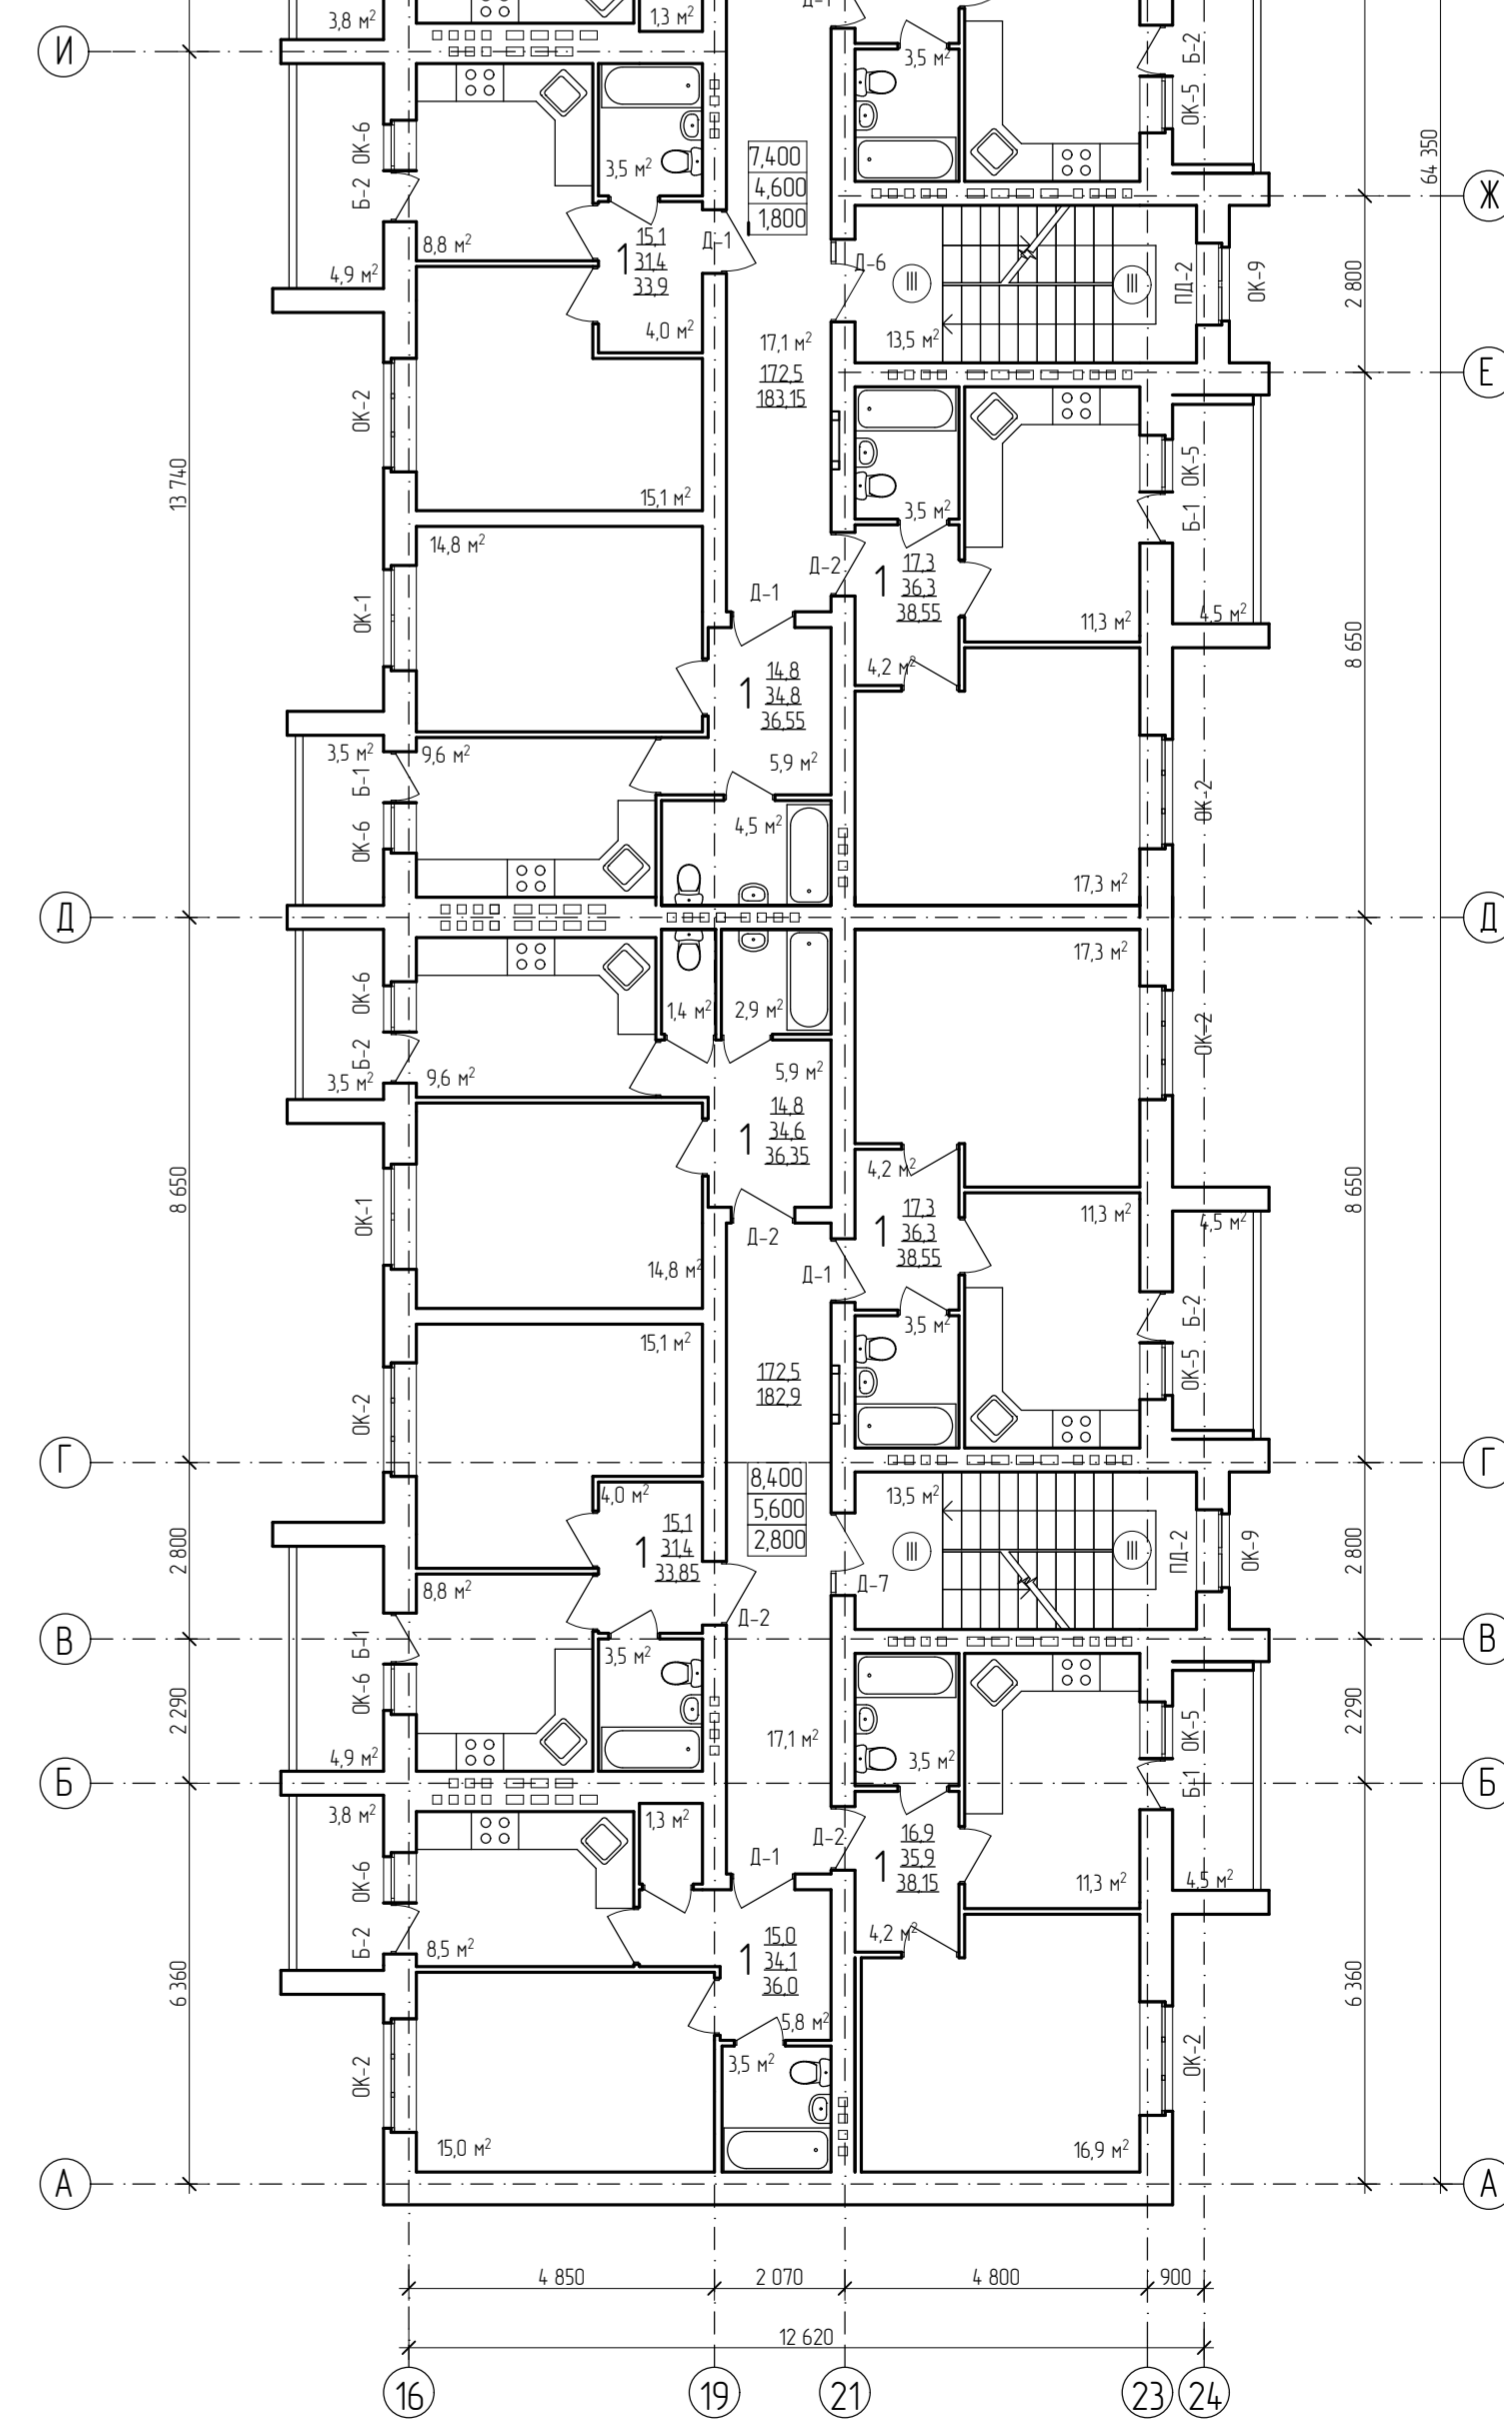 3,8 м²
1,3 м²
Д-1
И
3,5 м²
Б-2
ОК-5
ОК-6
Б-2
3,5 м²
7,400
4,600
1,800
64 350
Ж
8,8 м²
4,9 м²
1
15,1
31,4
33,9
Д-1
4,0 м²
Д-6
III
III
13,5 м²
ПД-2
ОК-9
2 800
17,1 м²
172,5
183,15
Е
ОК-2
15,1 м²
13 740
3,5 м²
ОК-5
Б-1
14,8 м²
ОК-1
Д-1
Д-2
1
17,3
36,3
38,55
11,3 м²
4,5 м²
8 650
4,2 м²
1
14,8
34,8
36,55
5,9 м²
3,5 м²
9,6 м²
Б-1
ОК-6
4,5 м²
ОК-2
17,3 м²
Д
Д
17,3 м²
ОК-6
Б-2
3,5 м²
9,6 м²
1,4 м²
2,9 м²
5,9 м²
ОК-2
1
14,8
34,6
36,35
4,2 м²
8 650
ОК-1
14,8 м²
Д-2
Д-1
1
17,3
36,3
38,55
11,3 м²
4,5 м²
8 650
Б-2
ОК-5
3,5 м²
15,1 м²
ОК-2
172,5
182,9
Г
Г
8,400
5,600
2,800
4,0 м²
13,5 м²
III
III
ПД-2
ОК-9
2 800
2 800
1
15,1
31,4
33,85
8,8 м²
Д-7
Д-2
В
В
Б-1
ОК-6
3,5 м²
2 290
2 290
4,9 м²
17,1 м²
3,5 м²
ОК-5
Б-1
Б
Б
3,8 м²
1,3 м²
ОК-6
Б-2
8,5 м²
Д-1
Д-2
1
16,9
35,9
38,15
11,3 м²
4,5 м²
4,2 м²
1
15,0
34,1
36,0
5,8 м²
6 360
6 360
ОК-2
3,5 м²
ОК-2
15,0 м²
16,9 м²
А
А
4 850
2 070
4 800
900
12 620
16
19
21
23
24